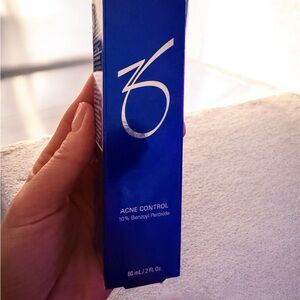 ZO
ACNE CONTROL
10% Benzoyl Peroxide
60 mL / 2 Fl. Oz.